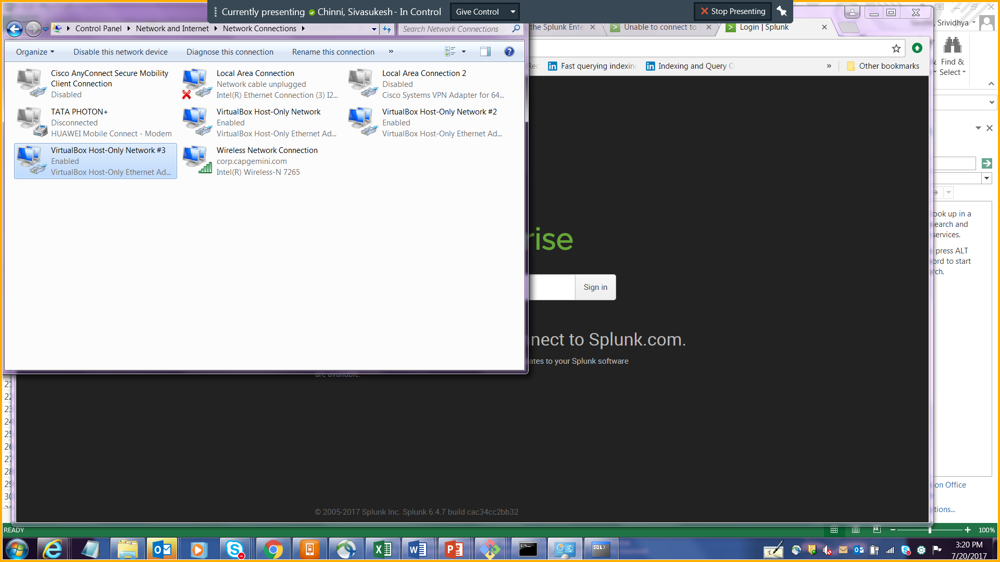 Currently presenting Chinni, Sivasukesh - In Control
Give Control
Stop Presenting
Control Panel Network and Internet Network Connections
Search Network Connections
the Splunk Ente
Unable to connect to
Login | Splunk
, Srividhya
Organize
Disable this network device
Diagnose this connection
Rename this connection
»
Fast querying indexing
Indexing and Query O
»
Other bookmarks
Find &
Select
Cisco AnyConnect Secure Mobility
Client Connection
Disabled
Local Area Connection
Network cable unplugged
Intel(R) Ethernet Connection (3) I2...
Local Area Connection 2
Disabled
Cisco Systems VPN Adapter for 64...
TATA PHOTON+
Disconnected
HUAWEI Mobile Connect - Modem
VirtualBox Host-Only Network
Enabled
VirtualBox Host-Only Ethernet Ad...
VirtualBox Host-Only Network #2
Enabled
VirtualBox Host-Only Ethernet Ad...
VirtualBox Host-Only Network #3
Enabled
VirtualBox Host-Only Ethernet Ad...
Wireless Network Connection
corp.capgemini.com
Intel(R) Wireless-N 7265
ook up in a
earch and
services.
press ALT
ord to start
rch.
rise
Sign in
nnect to Splunk.com.
ates to your Splunk software
are available.
21
22
23
24
25
26
27
28
29
30
on Office
tions...
© 2005-2017 Splunk Inc. Splunk 6.4.7 build cac34cc2bb32
READY
100%
SQL>
3:20 PM
7/20/2017